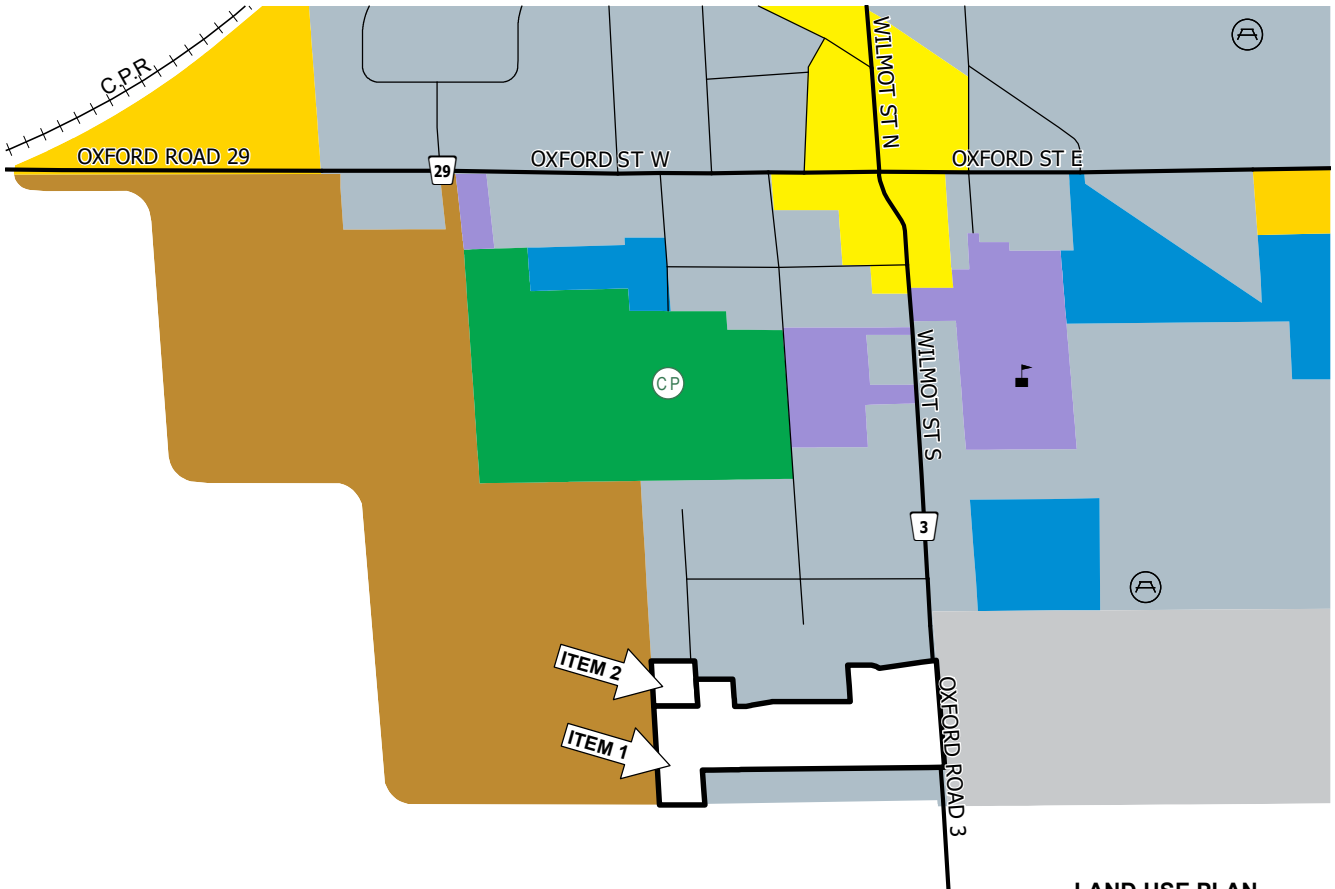 C.P.R
WILMOT ST N
OXFORD ROAD 29
29
OXFORD ST W
OXFORD ST E
CP
WILMOT ST S
3
ITEM 2
ITEM 1
OXFORD ROAD 3
LAND USE PLAN